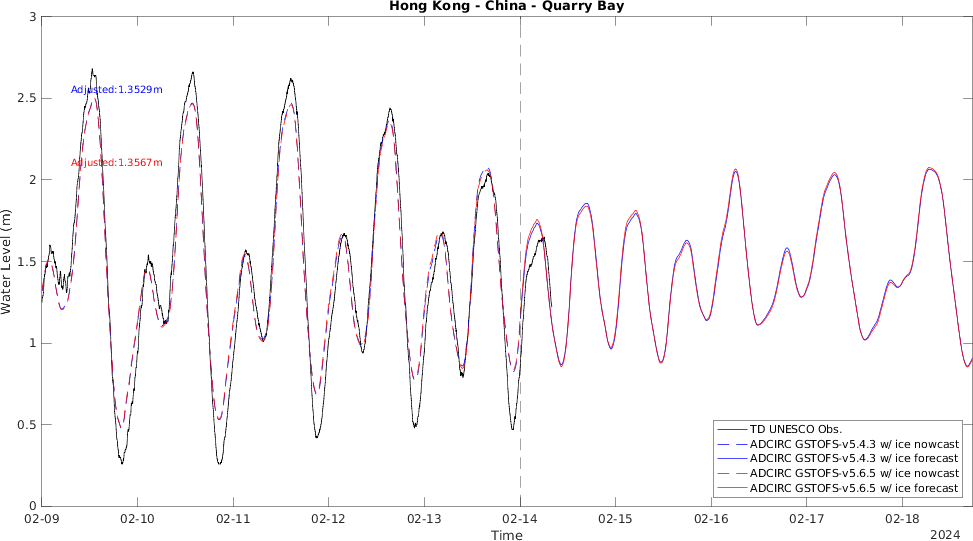 Hong Kong - China - Quarry Bay
3
2.5
2
1.5
1
0.5
0
Water Level (m)
Adjusted:1.3529m
Adjusted:1.3567m
TD UNESCO Obs.
ADCIRC GSTOFS-v5.4.3 w/ ice nowcast
ADCIRC GSTOFS-v5.4.3 w/ ice forecast
ADCIRC GSTOFS-v5.6.5 w/ ice nowcast
ADCIRC GSTOFS-v5.6.5 w/ ice forecast
02-09 02-10 02-11 02-12 02-13 02-14 02-15 02-16 02-17 02-18
Time
2024